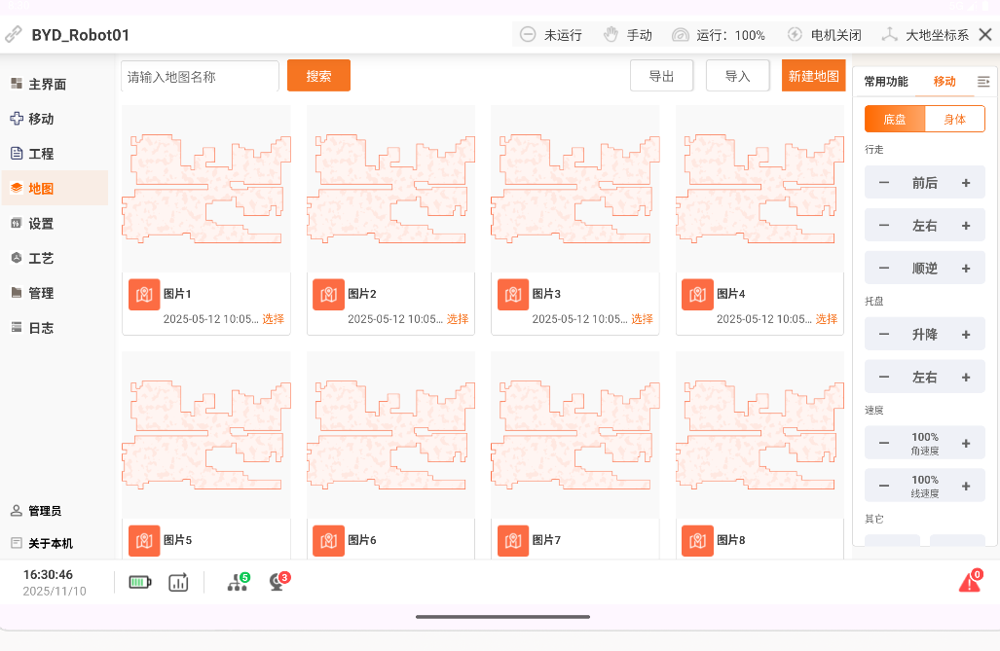 BYD_Robot01
未运行 手动 运行：100% 电机关闭 大地坐标系
主界面
移动
工程
地图
设置
工艺
管理
日志
管理员
关于本机
请输入地图名称 搜索 导出 导入 新建地图
图片1
2025-05-12 10:05... 选择
图片2
2025-05-12 10:05... 选择
图片3
2025-05-12 10:05... 选择
图片4
2025-05-12 10:05... 选择
图片5
图片6
图片7
图片8
常用功能 移动
底盘 身体
行走
前后
左右
顺逆
托盘
升降
左右
速度
100%
角速度
100%
线速度
其它
16:30:46
2025/11/10
5
3
0